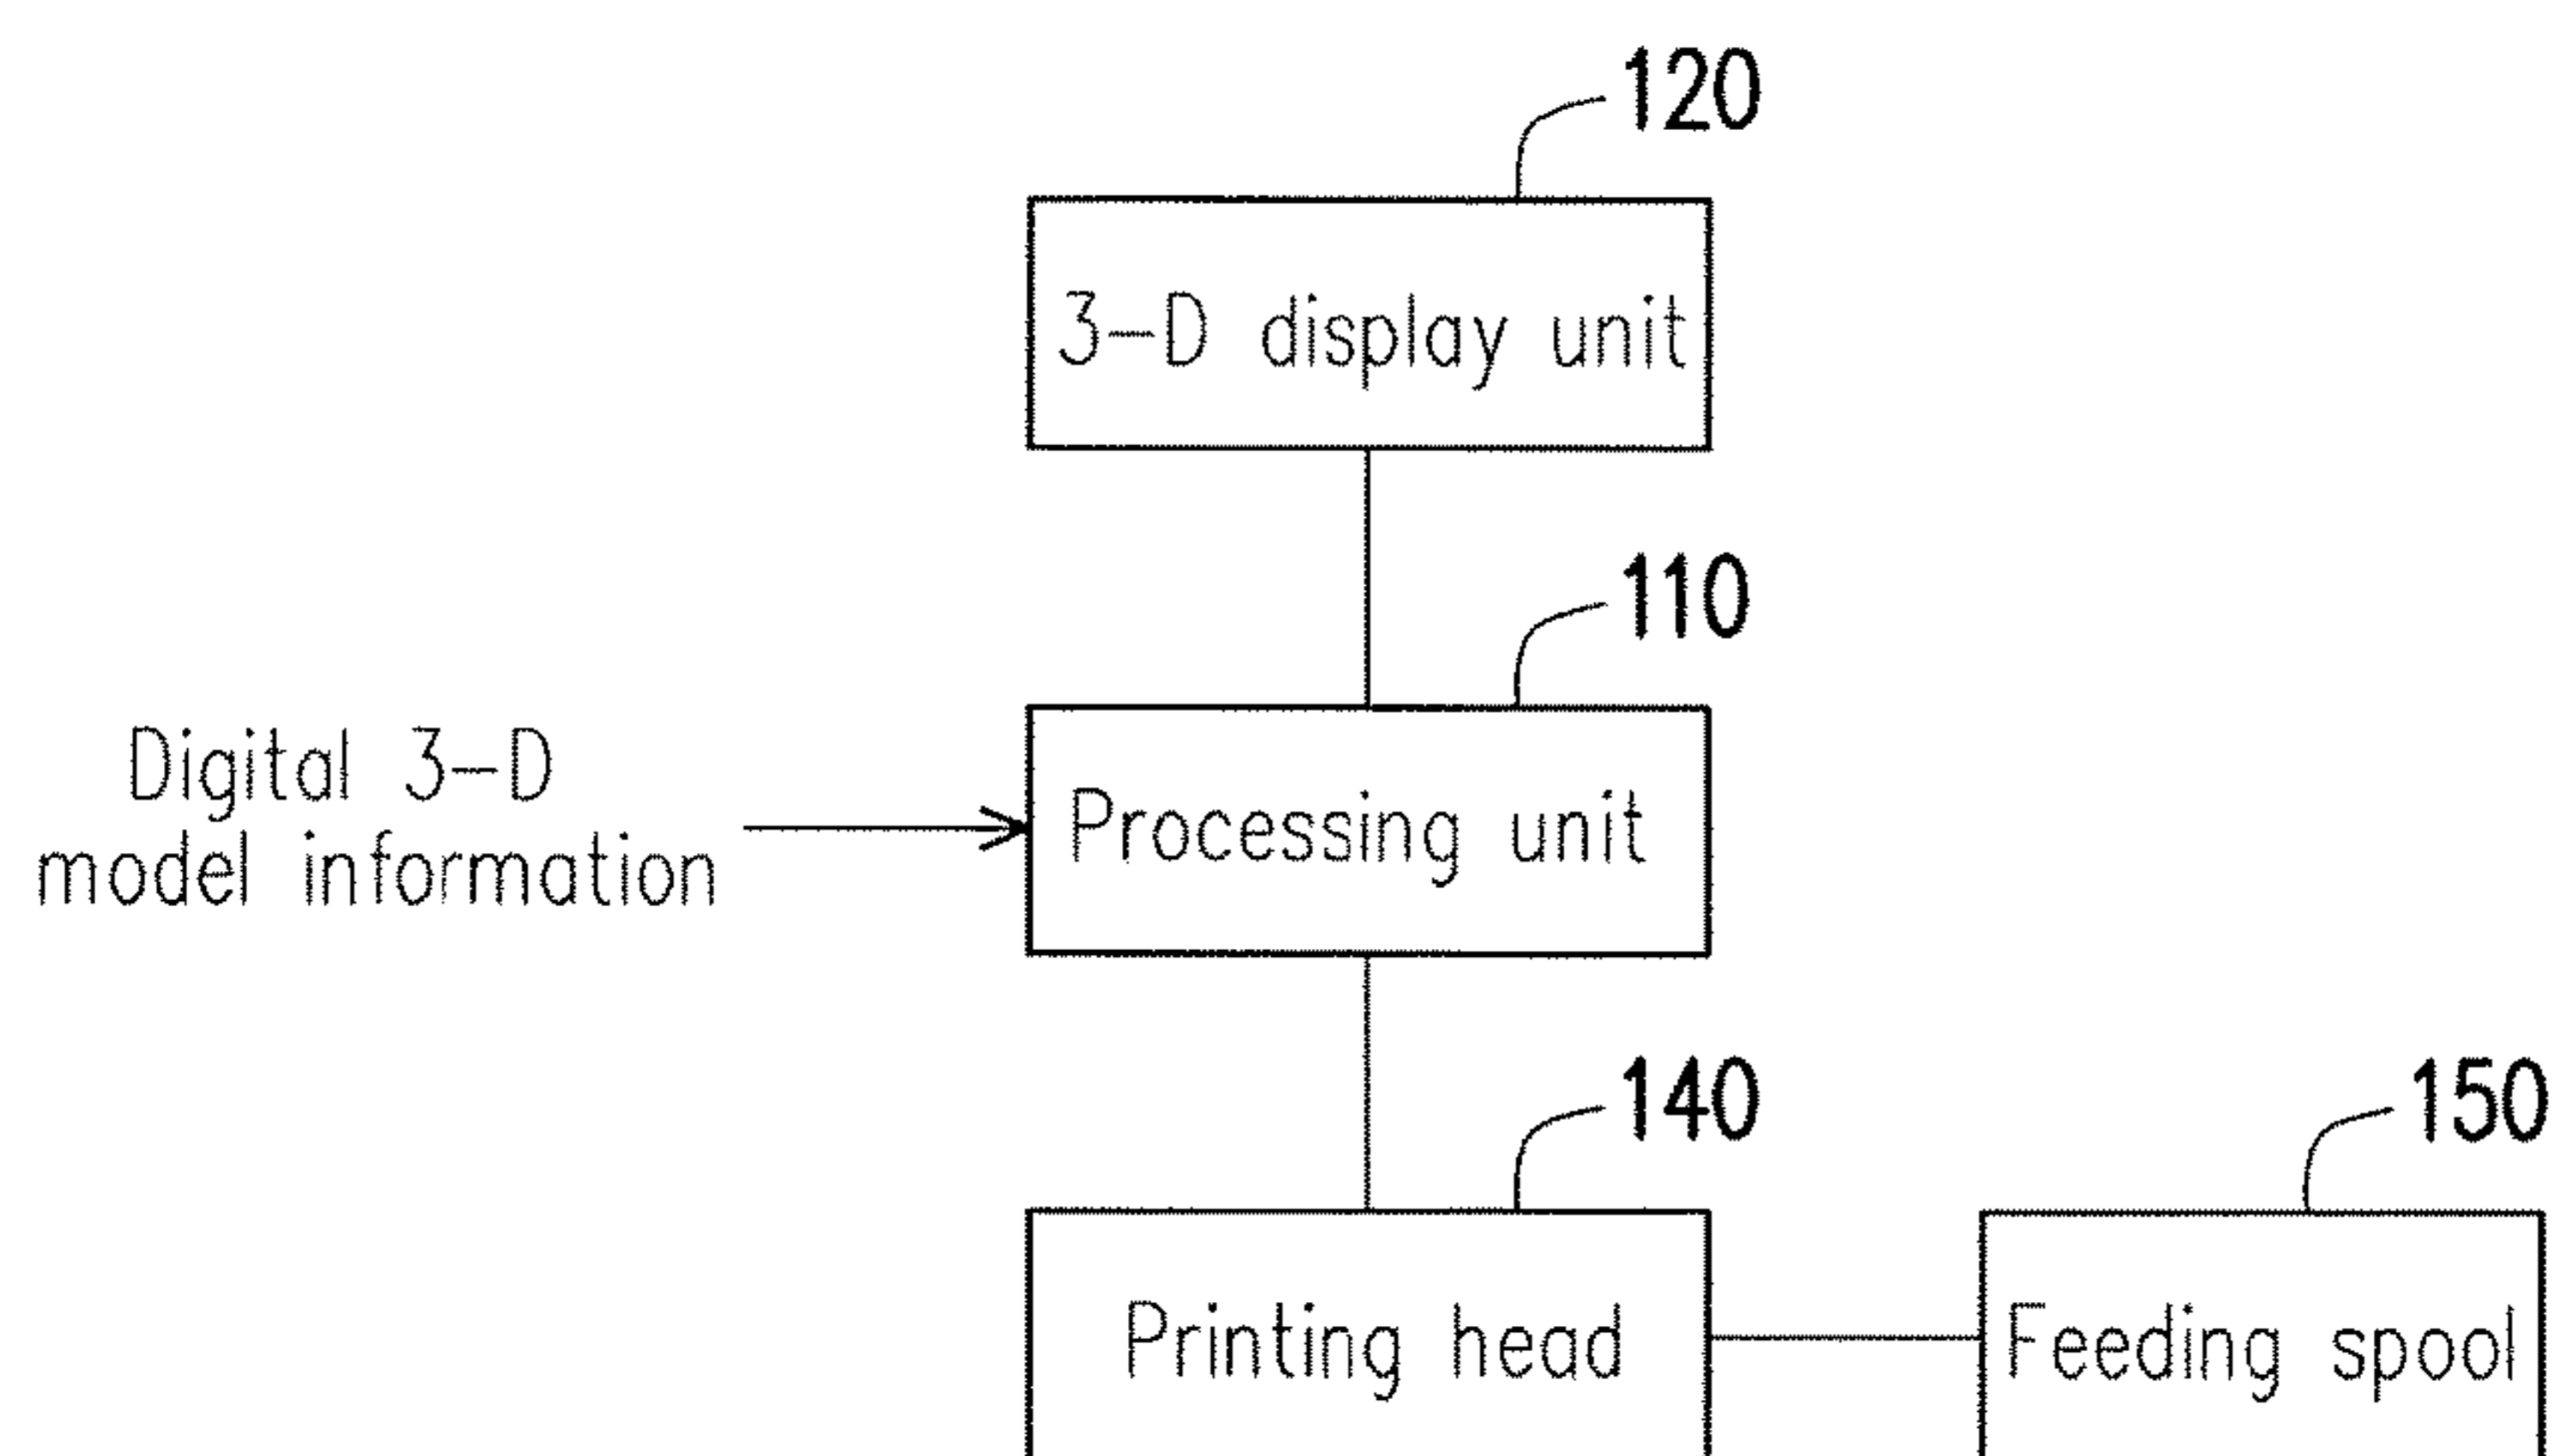 120
3-D display unit
110
Digital 3-D
model information
Processing unit
140
150
Printing head
Feeding spool